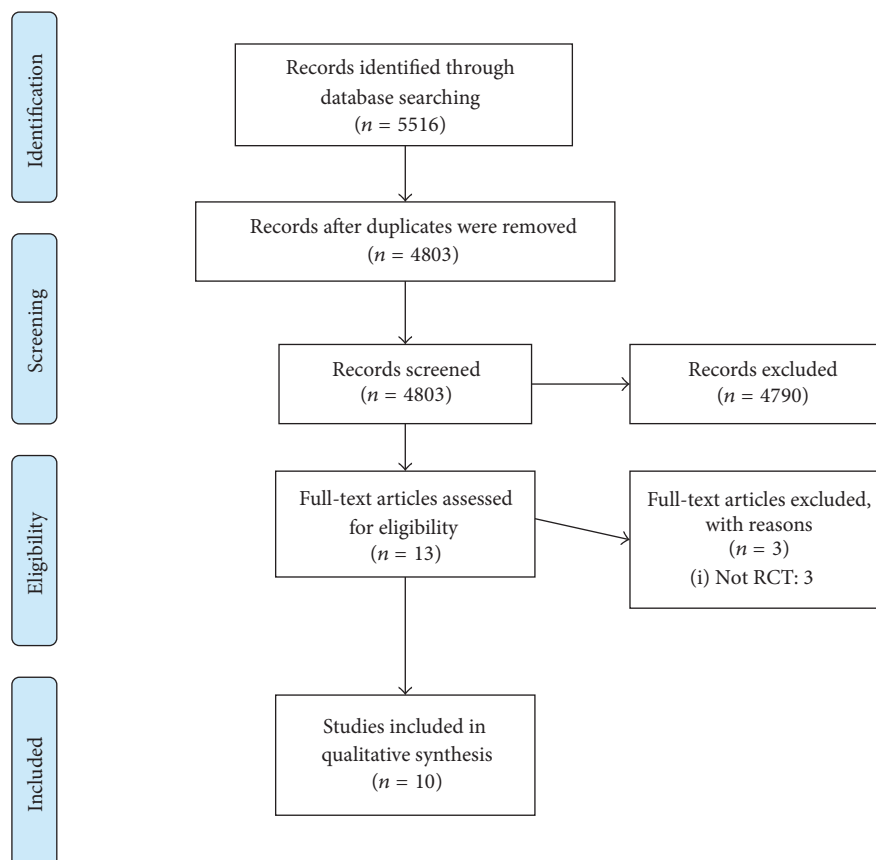 Identification
Records identified through
database searching
(n = 5516)
Records after duplicates were removed
(n = 4803)
Screening
Records screened
(n = 4803)
Records excluded
(n = 4790)
Eligibility
Full-text articles assessed
for eligibility
(n = 13)
Full-text articles excluded,
with reasons
(n = 3)
(i) Not RCT: 3
Included
Studies included in
qualitative synthesis
(n = 10)